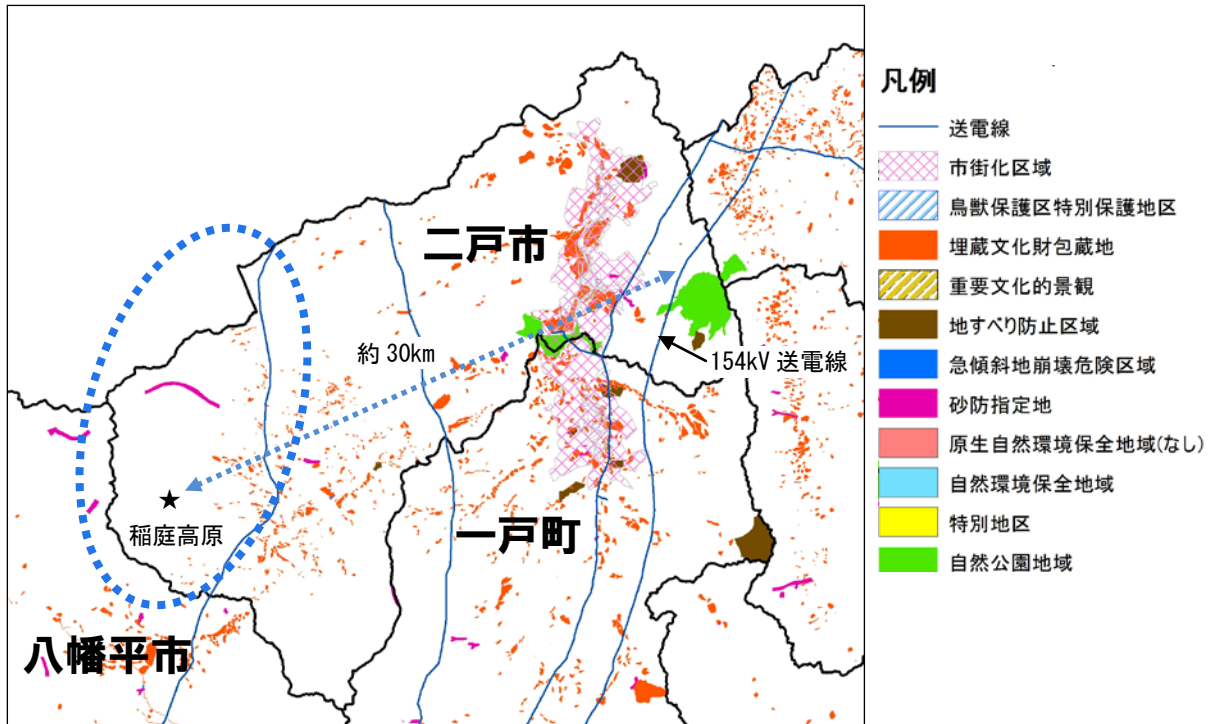 二戸市
約 30km
154kV 送電線
★
稲庭高原
一戸町
八幡平市
凡例
送電線
市街化区域
鳥獣保護区特別保護地区
埋蔵文化財包蔵地
重要文化的景観
地すべり防止区域
急傾斜地崩壊危険区域
砂防指定地
原生自然環境保全地域(なし)
自然環境保全地域
特別地区
自然公園地域